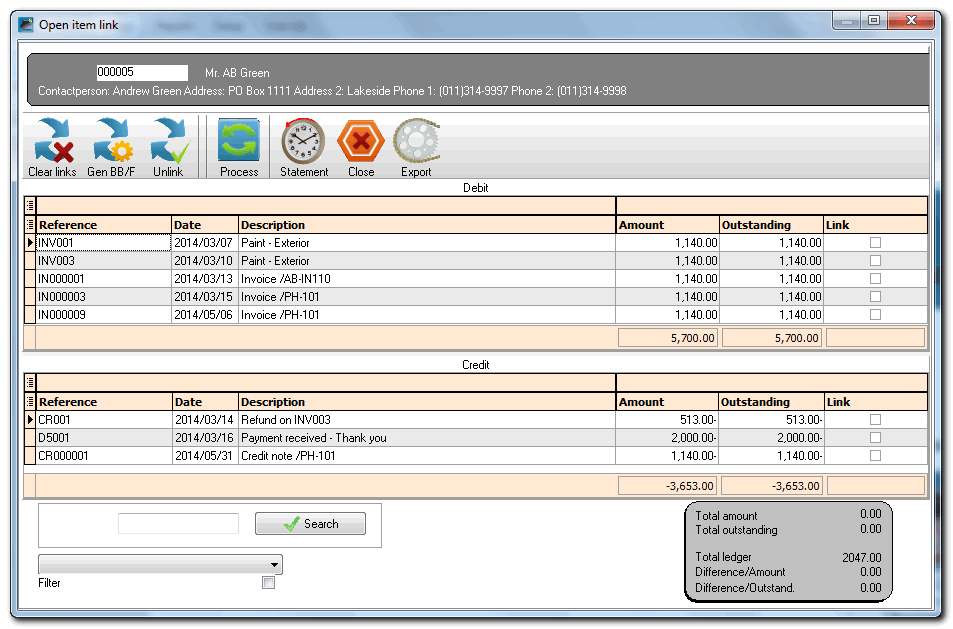 Open item link
000005 Mr. AB Green
Contactperson: Andrew Green Address: PO Box 1111 Address 2: Lakeside Phone 1: (011)314-9997 Phone 2: (011)314-9998
Clear links Gen BB/F Unlink Process Statement Close Export
Debit
Reference Date Description Amount Outstanding Link
INV001 2014/03/07 Paint - Exterior 1,140.00 1,140.00
INV003 2014/03/10 Paint - Exterior 1,140.00 1,140.00
IN000001 2014/03/13 Invoice /AB-IN110 1,140.00 1,140.00
IN000003 2014/03/15 Invoice /PH-101 1,140.00 1,140.00
IN000009 2014/05/06 Invoice /PH-101 1,140.00 1,140.00
5,700.00 5,700.00
Credit
Reference Date Description Amount Outstanding Link
CR001 2014/03/14 Refund on INV003 513.00- 513.00-
D5001 2014/03/16 Payment received - Thank you 2,000.00- 2,000.00-
CR000001 2014/05/31 Credit note /PH-101 1,140.00- 1,140.00-
-3,653.00 -3,653.00
Search
Filter
Total amount 0.00
Total outstanding 0.00
Total ledger 2047.00
Difference/Amount 0.00
Difference/Outstand. 0.00